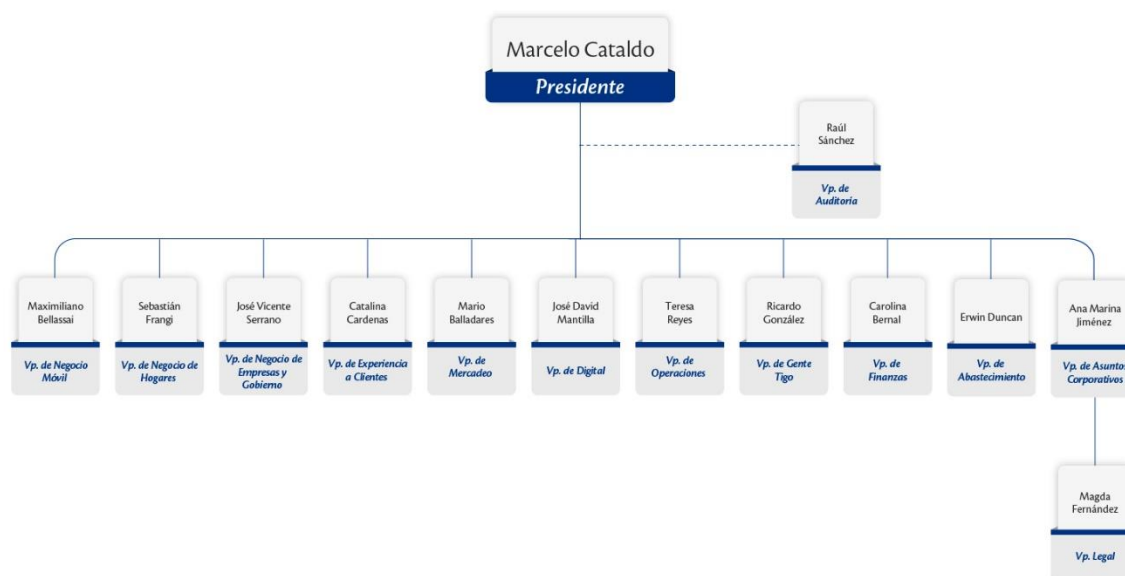 Marcelo Cataldo
Presidente
Raúl
Sánchez
Vp. de
Auditoría
Maximiliano
Bellassai
Vp. de Negocio
Móvil
Sebastián
Frangi
Vp. de Negocio de
Hogares
José Vicente
Serrano
Vp. de Negocio de
Empresas y
Gobierno
Catalina
Cardenas
Vp. de Experiencia
a Clientes
Mario
Balladares
Vp. de
Mercadeo
José David
Mantilla
Vp. de Digital
Teresa
Reyes
Vp. de
Operaciones
Ricardo
González
Vp. de Gente
Tigo
Carolina
Bernal
Vp. de
Finanzas
Erwin Duncan
Vp. de
Abastecimiento
Ana Marina
Jiménez
Vp. de Asuntos
Corporativos
Magda
Fernández
Vp. Legal